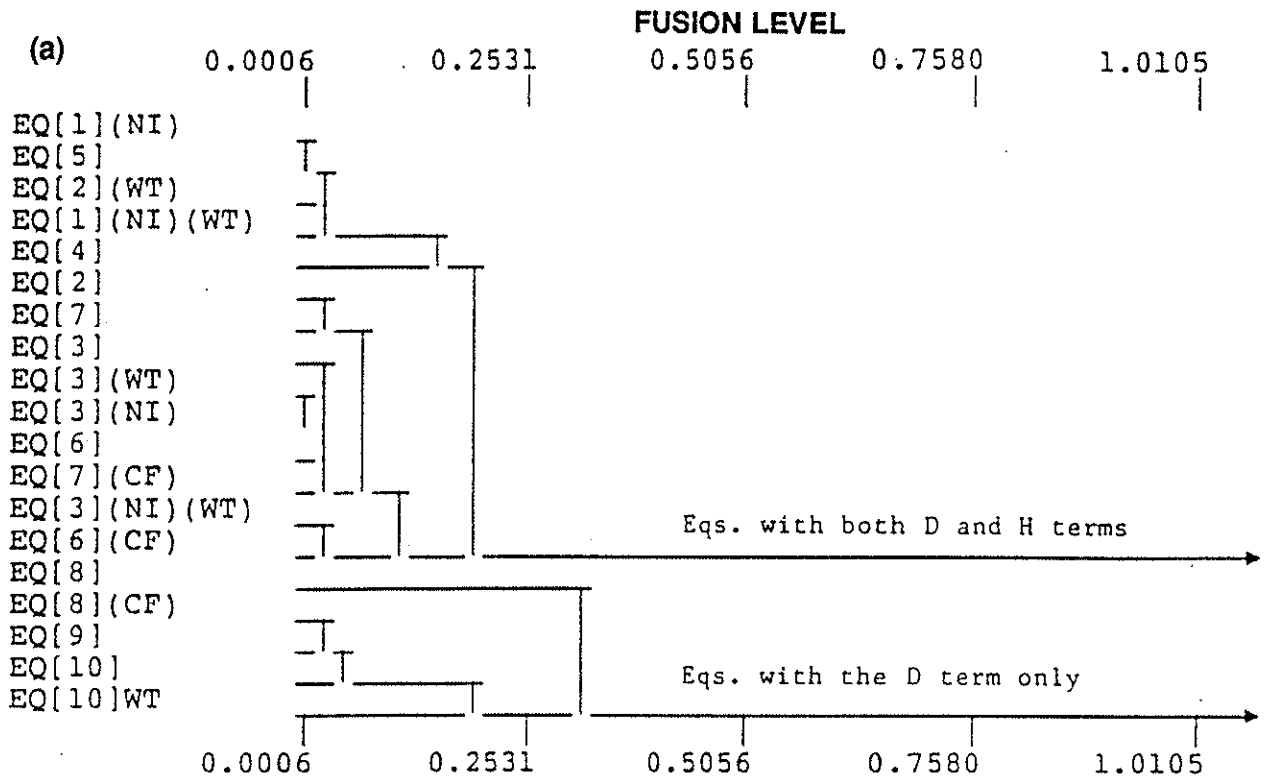 FUSION LEVEL
(a)
0.0006 0.2531 0.5056 0.7580 1.0105
EQ[1](NI)
EQ[5]
EQ[2](WT)
EQ[1](NI)(WT)
EQ[4]
EQ[2]
EQ[7]
EQ[3]
EQ[3](WT)
EQ[3](NI)
EQ[6]
EQ[7](CF)
EQ[3](NI)(WT)
EQ[6](CF)
Eqs. with both D and H terms
EQ[8]
EQ[8](CF)
EQ[9]
EQ[10]
Eqs. with the D term only
EQ[10]WT
0.0006 0.2531 0.5056 0.7580 1.0105